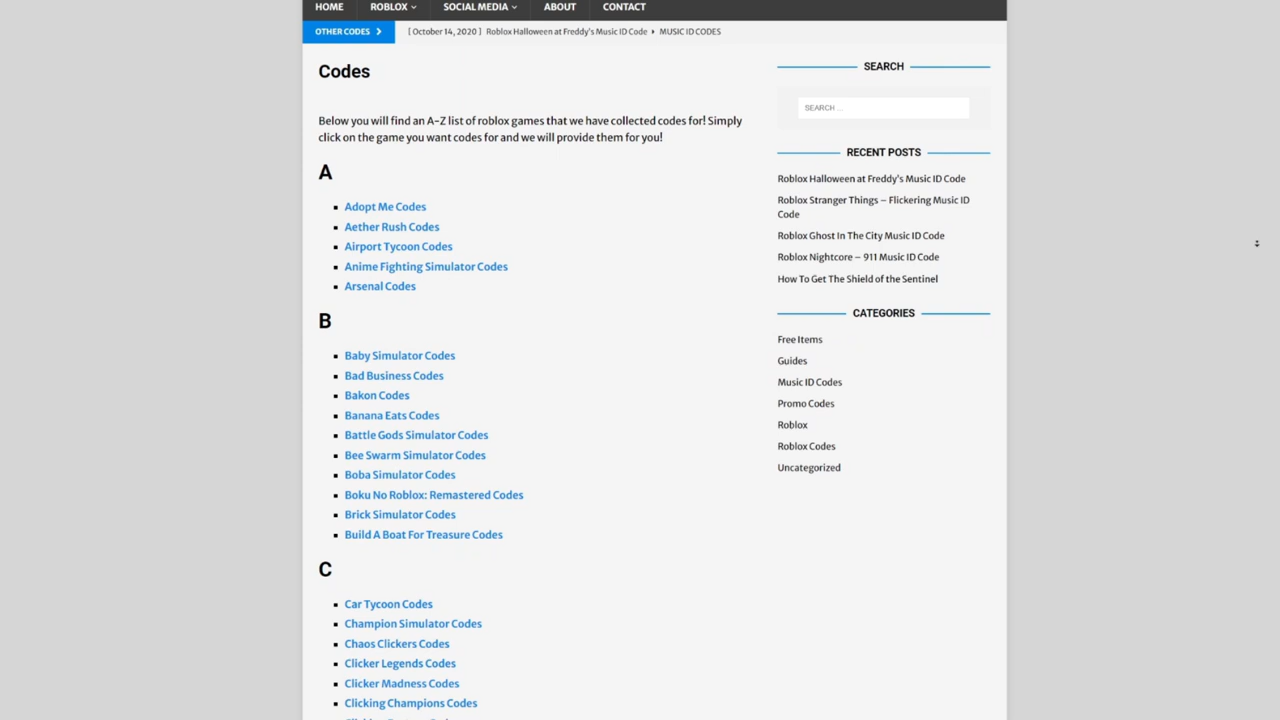 HOME ROBLOX SOCIAL MEDIA ABOUT CONTACT
OTHER CODES [ October 14, 2020 ] Roblox Halloween at Freddy's Music ID Code MUSIC ID CODES
Codes
Below you will find an A-Z list of roblox games that we have collected codes for! Simply
click on the game you want codes for and we will provide them for you!
A
Adopt Me Codes
Aether Rush Codes
Airport Tycoon Codes
Anime Fighting Simulator Codes
Arsenal Codes
B
Baby Simulator Codes
Bad Business Codes
Bakon Codes
Banana Eats Codes
Battle Gods Simulator Codes
Bee Swarm Simulator Codes
Boba Simulator Codes
Boku No Roblox: Remastered Codes
Brick Simulator Codes
Build A Boat For Treasure Codes
C
Car Tycoon Codes
Champion Simulator Codes
Chaos Clickers Codes
Clicker Legends Codes
Clicker Madness Codes
Clicking Champions Codes
SEARCH
SEARCH ...
RECENT POSTS
Roblox Halloween at Freddy's Music ID Code
Roblox Stranger Things – Flickering Music ID
Code
Roblox Ghost In The City Music ID Code
Roblox Nightcore – 911 Music ID Code
How To Get The Shield of the Sentinel
CATEGORIES
Free Items
Guides
Music ID Codes
Promo Codes
Roblox
Roblox Codes
Uncategorized